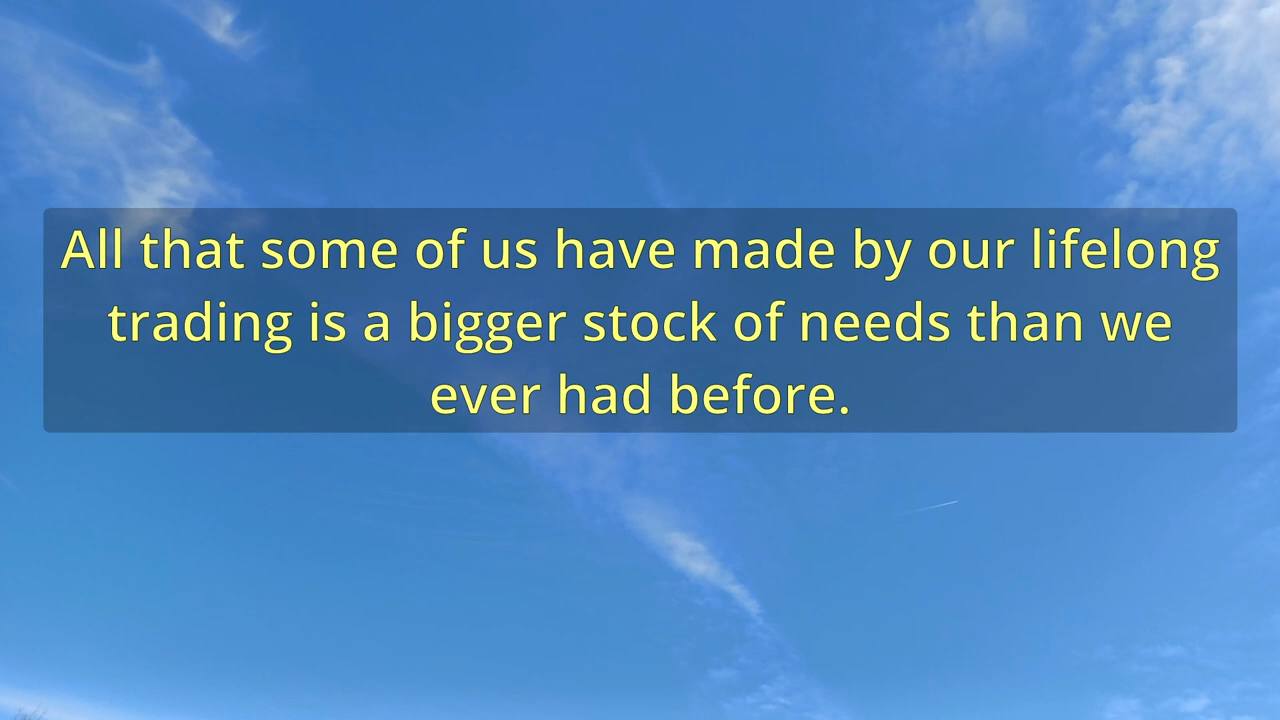 All that some of us have made by our lifelong
trading is a bigger stock of needs than we
ever had before.